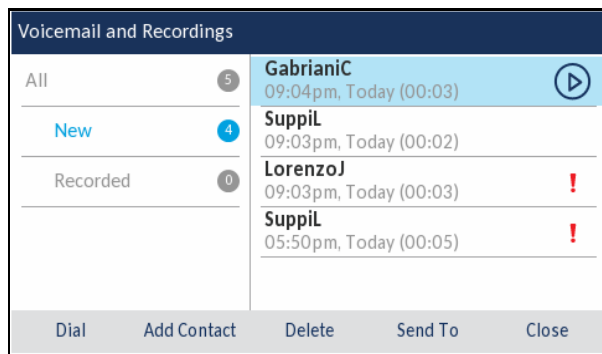 Voicemail and Recordings
All 5
New 4
Recorded 0
GabrianiC
09:04pm, Today (00:03)
SuppiL
09:03pm, Today (00:02)
LorenzoJ
09:03pm, Today (00:03)
!
SuppiL
05:50pm, Today (00:05)
!
Dial Add Contact Delete Send To Close